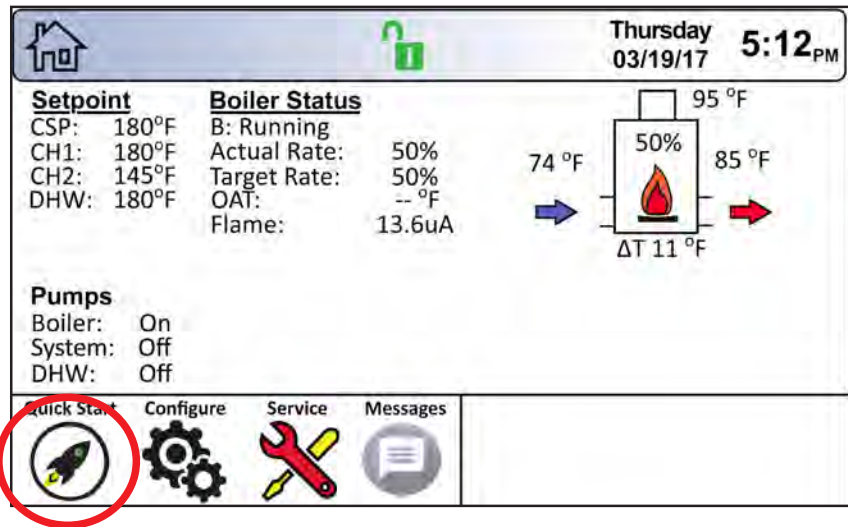 Thursday
03/19/17
5:12PM
Setpoint
CSP: 180°F
CH1: 180°F
CH2: 145°F
DHW: 180°F
Boiler Status
B: Running
Actual Rate: 50%
Target Rate: 50%
OAT: -- °F
Flame: 13.6uA
95 °F
50%
74 °F
85 °F
ΔT 11 °F
Pumps
Boiler: On
System: Off
DHW: Off
Quick Start
Configure
Service
Messages